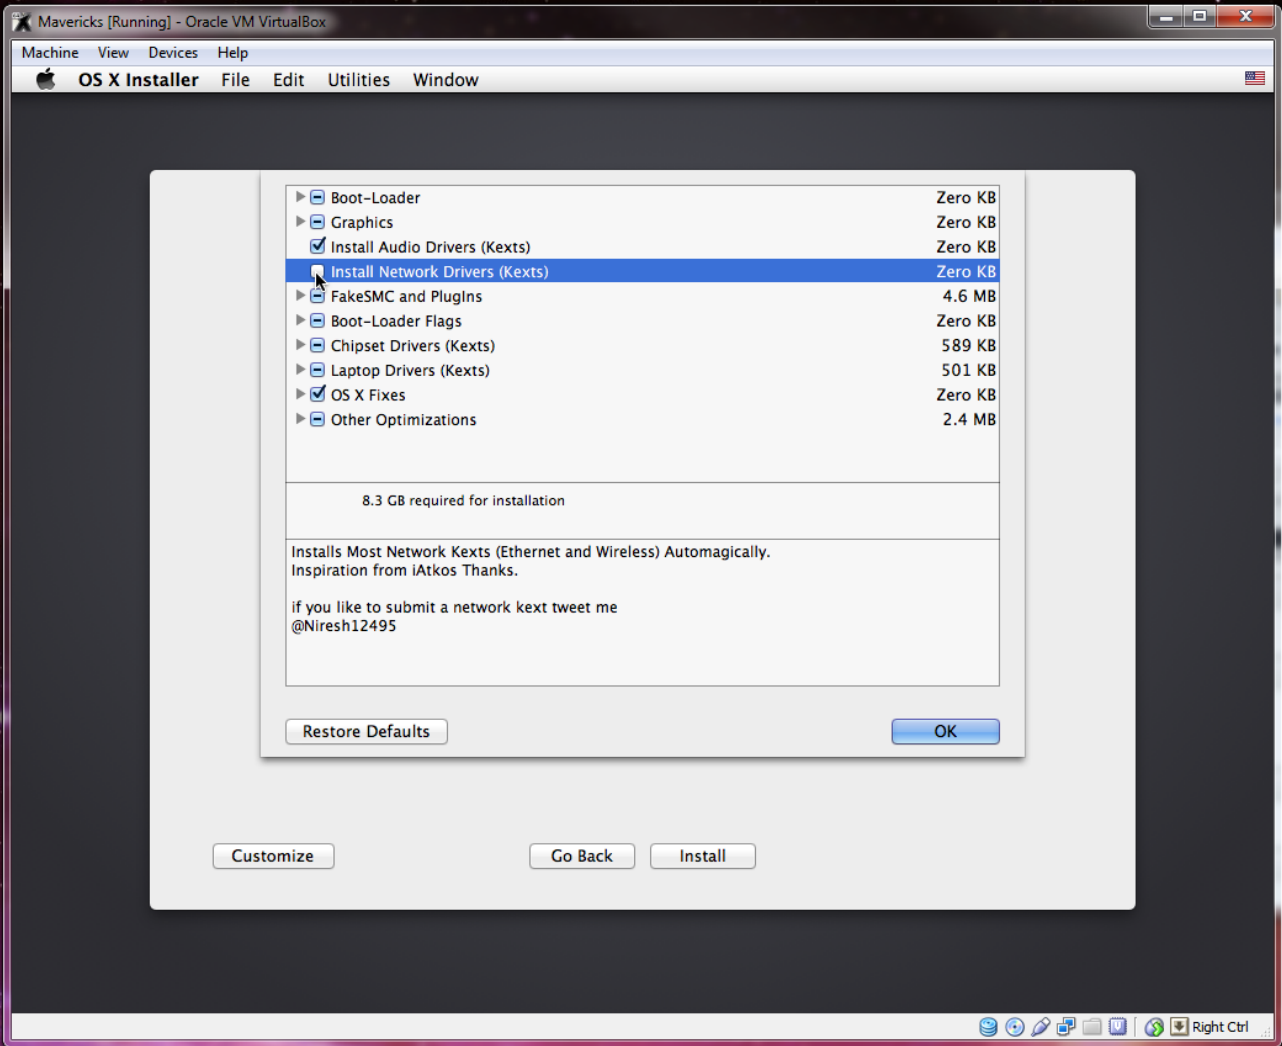 Mavericks [Running] - Oracle VM VirtualBox
Machine View Devices Help
OS X Installer File Edit Utilities Window
Boot-Loader Zero KB
Graphics Zero KB
Install Audio Drivers (Kexts) Zero KB
Install Network Drivers (Kexts) Zero KB
FakeSMC and PlugIns 4.6 MB
Boot-Loader Flags Zero KB
Chipset Drivers (Kexts) 589 KB
Laptop Drivers (Kexts) 501 KB
OS X Fixes Zero KB
Other Optimizations 2.4 MB
8.3 GB required for installation
Installs Most Network Kexts (Ethernet and Wireless) Automagically.
Inspiration from iAtkos Thanks.
if you like to submit a network kext tweet me
@Niresh12495
Restore Defaults OK
Customize Go Back Install
Right Ctrl